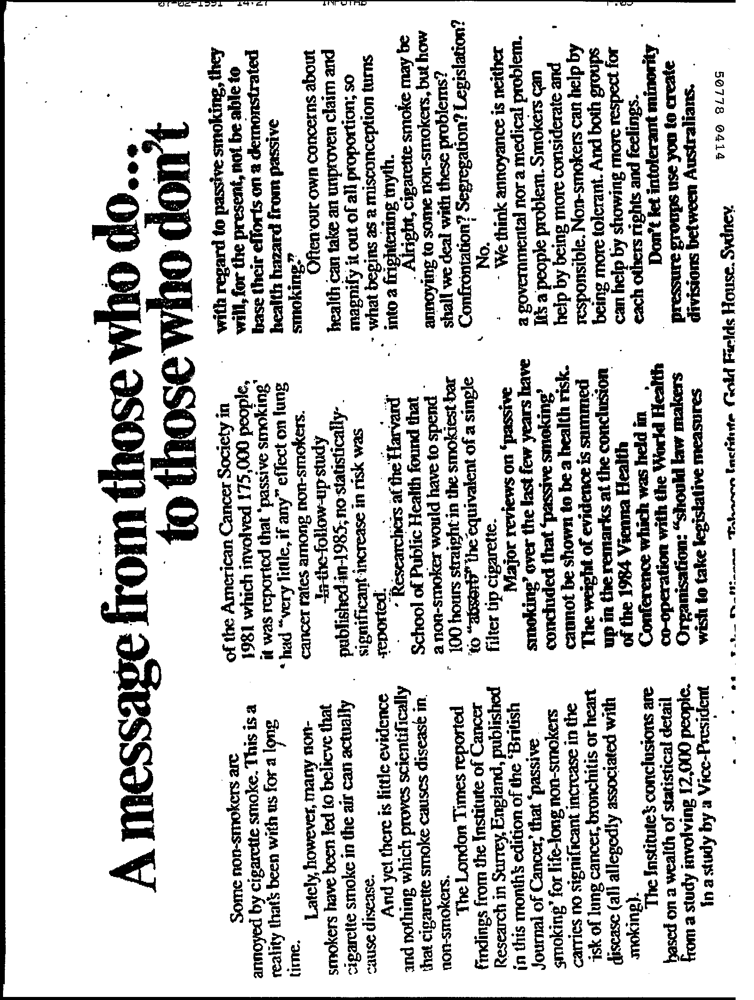 A message from those who do...
to those who don't
Some non-smokers are
annoyed by cigarette smoke. This is a
reality that's been with us for a long
time.
Lately, however, many non-
smokers have been led to believe that
cigarette smoke in the air can actually
cause disease.
And yet there is little evidence
and nothing which proves scientifically
that cigarette smoke causes disease in
non-smokers.
The London Times reported
findings from the Institute of Cancer
Research in Surrey, England, published
in this month's edition of the 'British
Journal of Cancer,' that 'passive
smoking' for life-long non-smokers
carries no significant increase in the
isk of lung cancer, bronchitis or heart
disease (all allegedly associated with
moking).
The Institute's conclusions are
based on a wealth of statistical detail
from a study involving 12,000 people.
In a study by a Vice-President
of the American Cancer Society in
1981 which involved 175,000 people,
it was reported that 'passive smoking'
had "very little, if any" effect on lung
cancer rates among non-smokers.
In the follow-up study
published in 1985, no statistically
significant increase in risk was
reported.
Researchers at the Harvard
School of Public Health found that
a non-smoker would have to spend
100 hours straight in the smokiest bar
to "absorb" the equivalent of a single
filter tip cigarette.
Major reviews on 'passive
smoking' over the last few years have
concluded that 'passive smoking'
cannot be shown to be a health risk.
The weight of evidence is summed
up in the remarks at the conclusion
of the 1984 Vienna Health
Conference which was held in
co-operation with the World Health
Organisation: "Should law makers
wish to take legislative measures
with regard to passive smoking, they
will, for the present, not be able to
base their efforts on a demonstrated
health hazard from passive
smoking."
Often our own concerns about
health can take an unproven claim and
magnify it out of all proportion; so
what begins as a misconception turns
into a frightening myth.
Alright, cigarette smoke may be
annoying to some non-smokers, but how
shall we deal with these problems?
Confrontation? Segregation? Legislation?
No.
We think annoyance is neither
a governmental nor a medical problem.
It's a people problem. Smokers can
help by being more considerate and
responsible. Non-smokers can help by
being more tolerant. And both groups
can help by showing more respect for
each others rights and feelings.
Don't let intolerant minority
pressure groups use you to create
divisions between Australians.
Tobacco Institute, Gold Fields House, Sydney.
50778 0414
07-02-1991 14:27